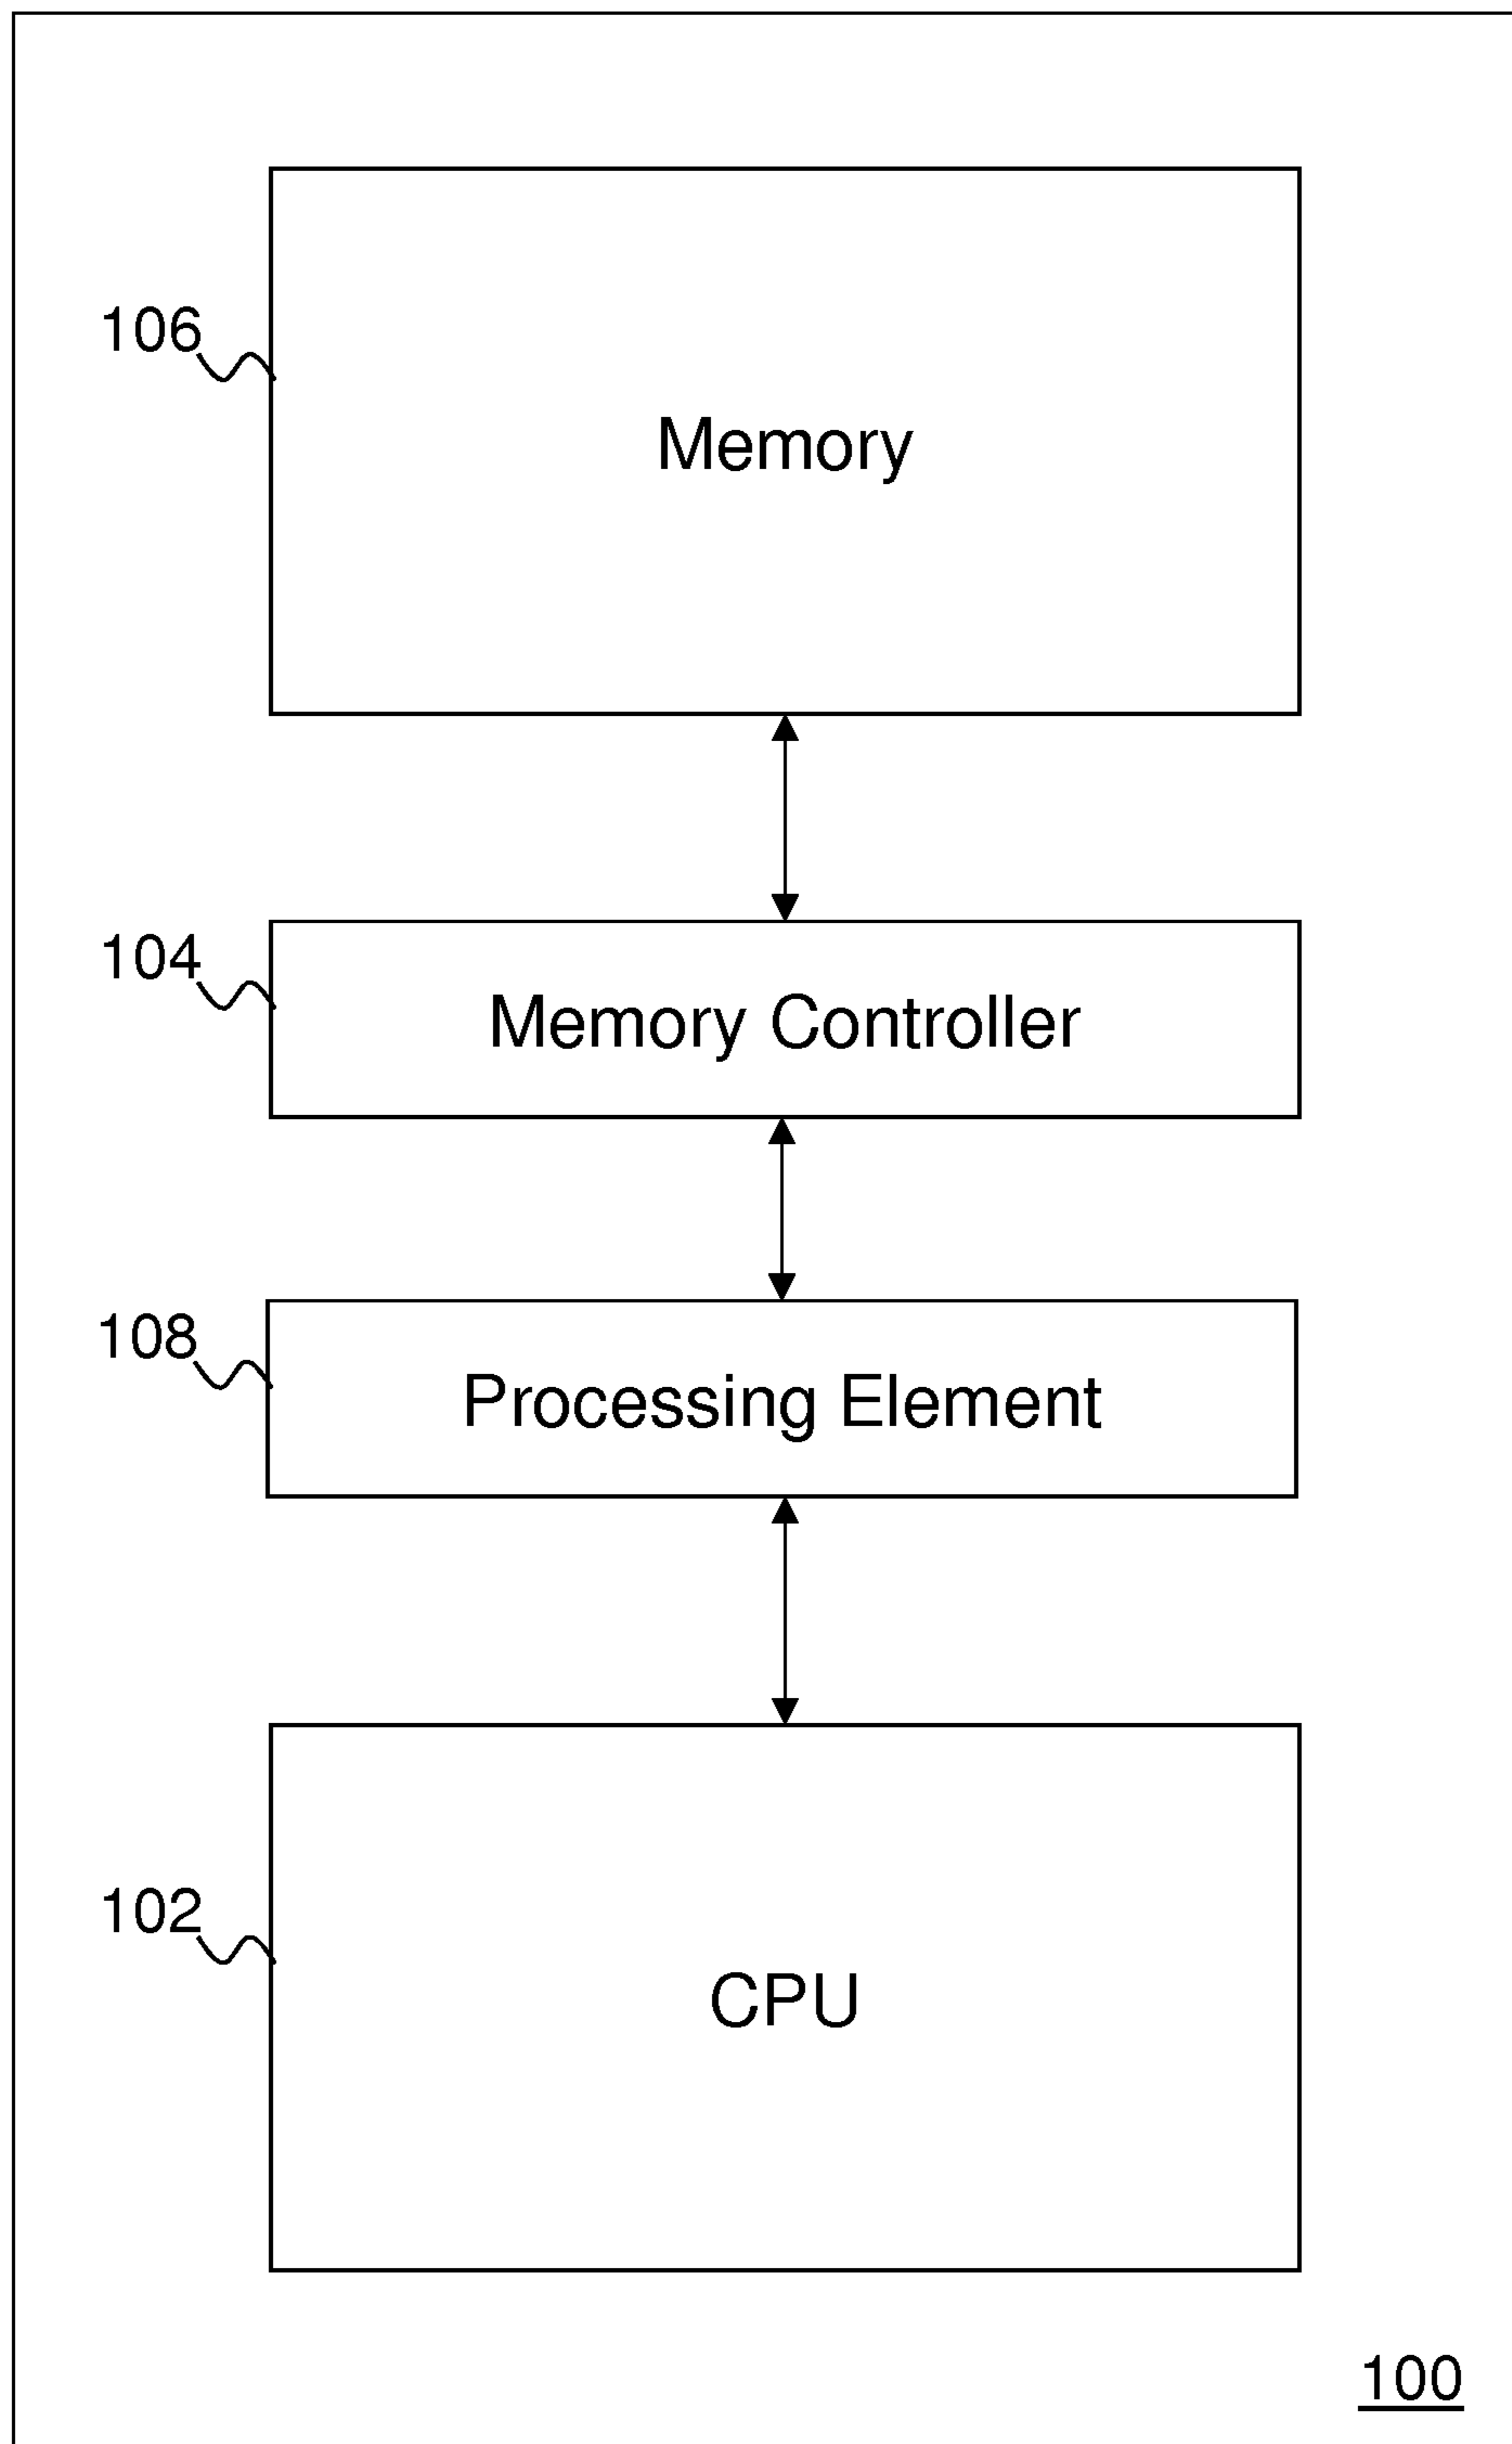 106
Memory
104
Memory Controller
108
Processing Element
102
CPU
100